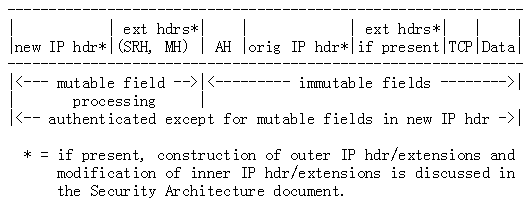 ------------------------------------------------------------
|           | ext hdrs*|    |            | ext hdrs*|   |    |
|new IP hdr*|(SRH, MH) | AH |orig IP hdr*|if present|TCP|Data|
------------------------------------------------------------
|<--- mutable field -->|<--------- immutable fields -------->|
|         processing        |
|<-- authenticated except for mutable fields in new IP hdr ->|
* = if present, construction of outer IP hdr/extensions and
modification of inner IP hdr/extensions is discussed in
the Security Architecture document.